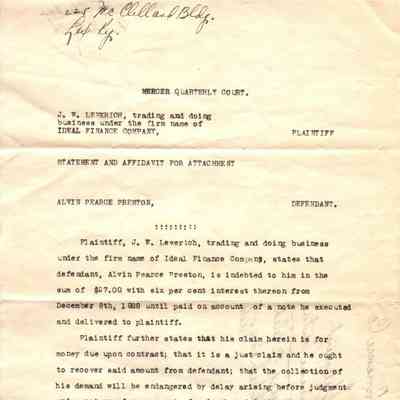 225 McClelland Bldg.
Lex Ky.
MERCER QUARTERLY COURT.
J. W. LEVERICH, trading and doing
business under the firm name of
IDEAL FINANCE COMPANY, PLAINTIFF
STATEMENT AND AFFIDAVIT FOR ATTACHMENT
ALVIN PEARCE PRESTON, DEFENDANT.
:::::::::
Plaintiff, J. W. Leverich, trading and doing business
under the firm name of Ideal Finance Company, states that
defendant, Alvin Pearce Preston, is indebted to him in the
sum of $97.00 with six per cent interest thereon from
December 8th, 1928 until paid on account of a note he executed
and delivered to plaintiff.
Plaintiff further states that his claim herein is for
money due upon contract; that it is a just claim and he ought
to recover said amount from defendant; that the collection of
his demand will be endangered by delay arising before judgment